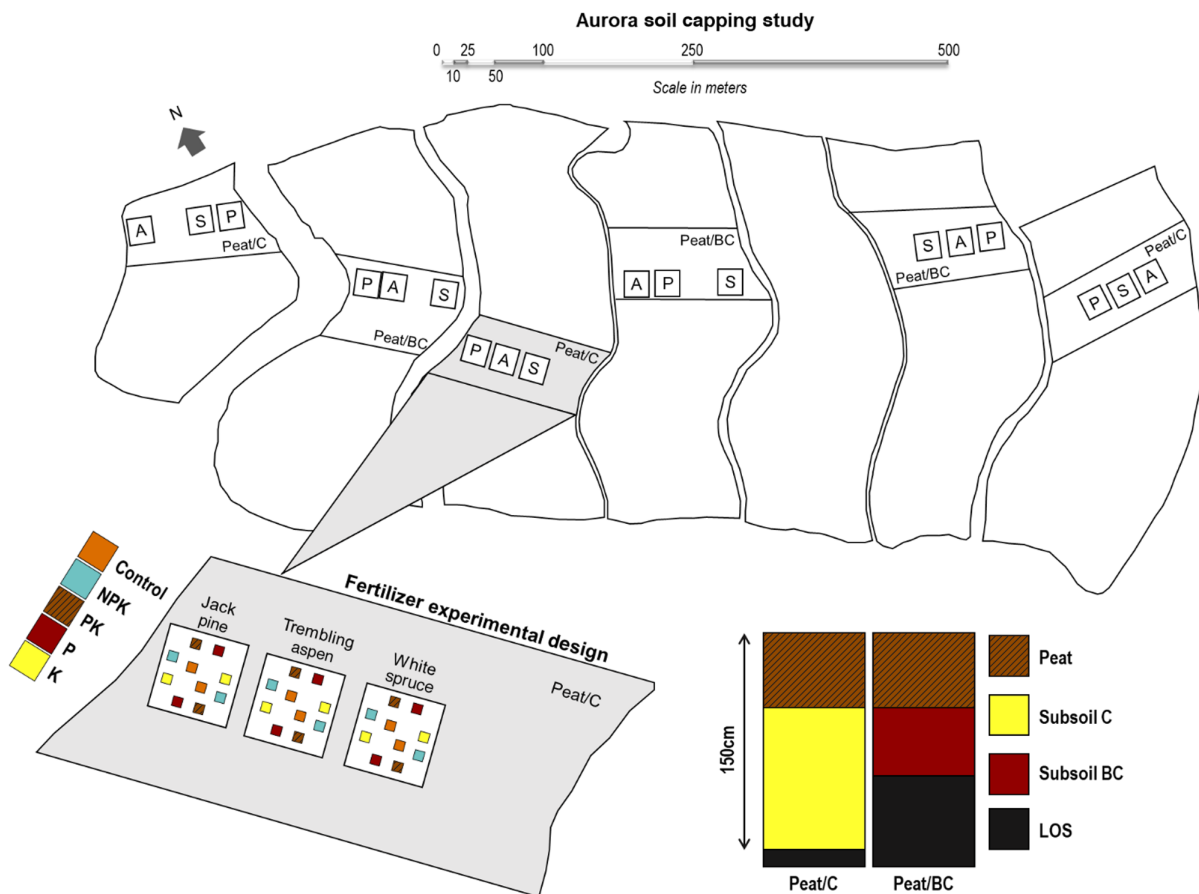 Aurora soil capping study
0 25 100 250 500
10 50
Scale in meters
N
A S P
Peat/C
P A S
Peat/BC
P A S
Peat/C
Peat/BC
A P S
S A P
Peat/BC
Peat/C
P S A
Control
NPK
PK
P
K
Fertilizer experimental design
Jack
pine
Trembling
aspen
White
spruce
Peat/C
150cm
Peat
Subsoil C
Subsoil BC
LOS
Peat/C
Peat/BC